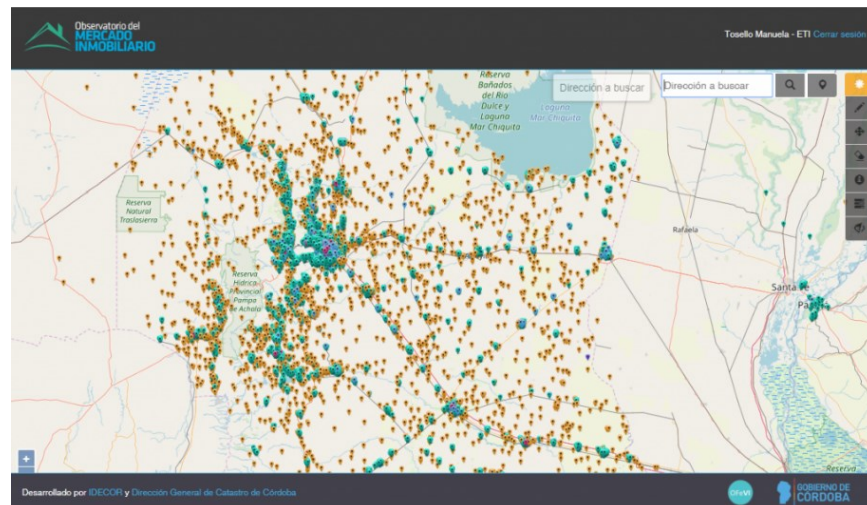 Observatorio del
MERCADO
INMOBILIARIO
Tosello Manuela - ETI Cerrar sesión
Dirección a buscar
Dirección a buscar
Reserva
Bañados
del Río
Dulce y
Laguna
Mar Chiquita
Laguna
Mar Chiquita
Reserva
Natural
Traslasierra
Rafaela
Reserva
Hídrica
Provincial
Pampa
de Achala
Santa Fe
Reserva
+
Desarrollado por IDECOR y Dirección General de Catastro de Córdoba
OReVI
GOBIERNO DE
CÓRDOBA